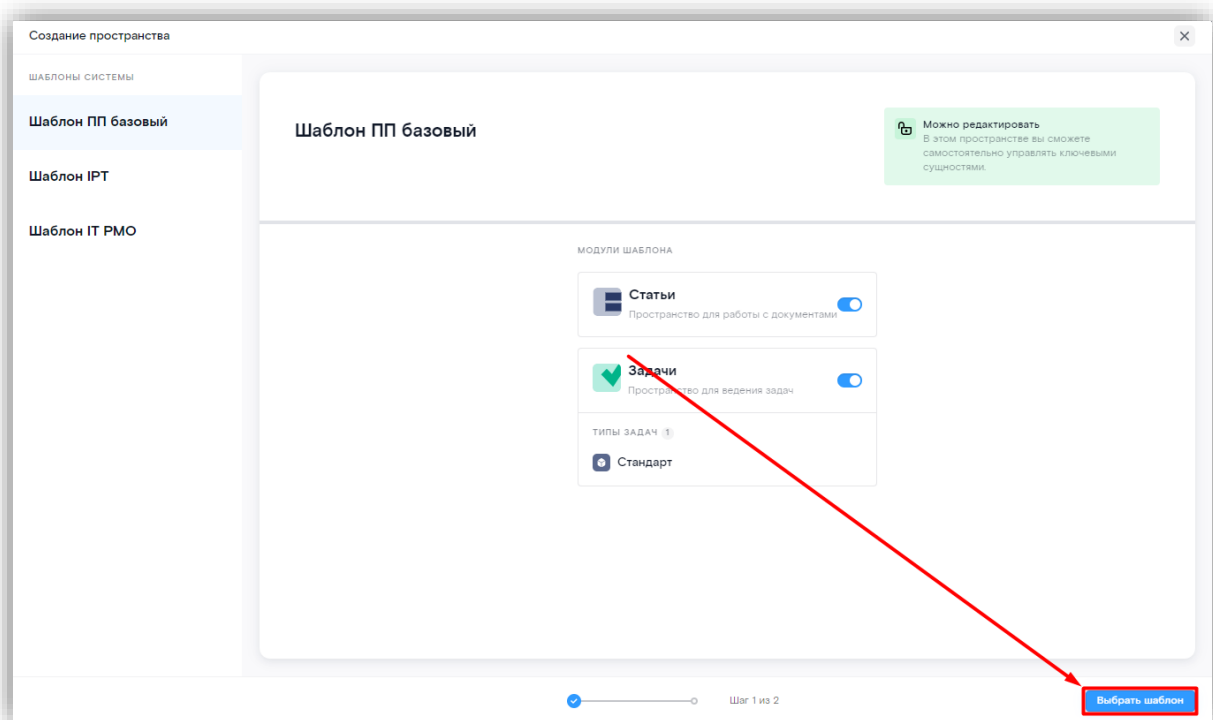 Создание пространства
ШАБЛОНЫ СИСТЕМЫ
Шаблон ПП базовый
Шаблон IPT
Шаблон IT PMO
Шаблон ПП базовый
Можно редактировать
В этом пространстве вы сможете
самостоятельно управлять ключевыми
сущностями.
МОДУЛИ ШАБЛОНА
Статьи
Пространство для работы с документами
Задачи
Пространство для ведения задач
ТИПЫ ЗАДАЧ 1
Стандарт
Шаг 1 из 2
Выбрать шаблон